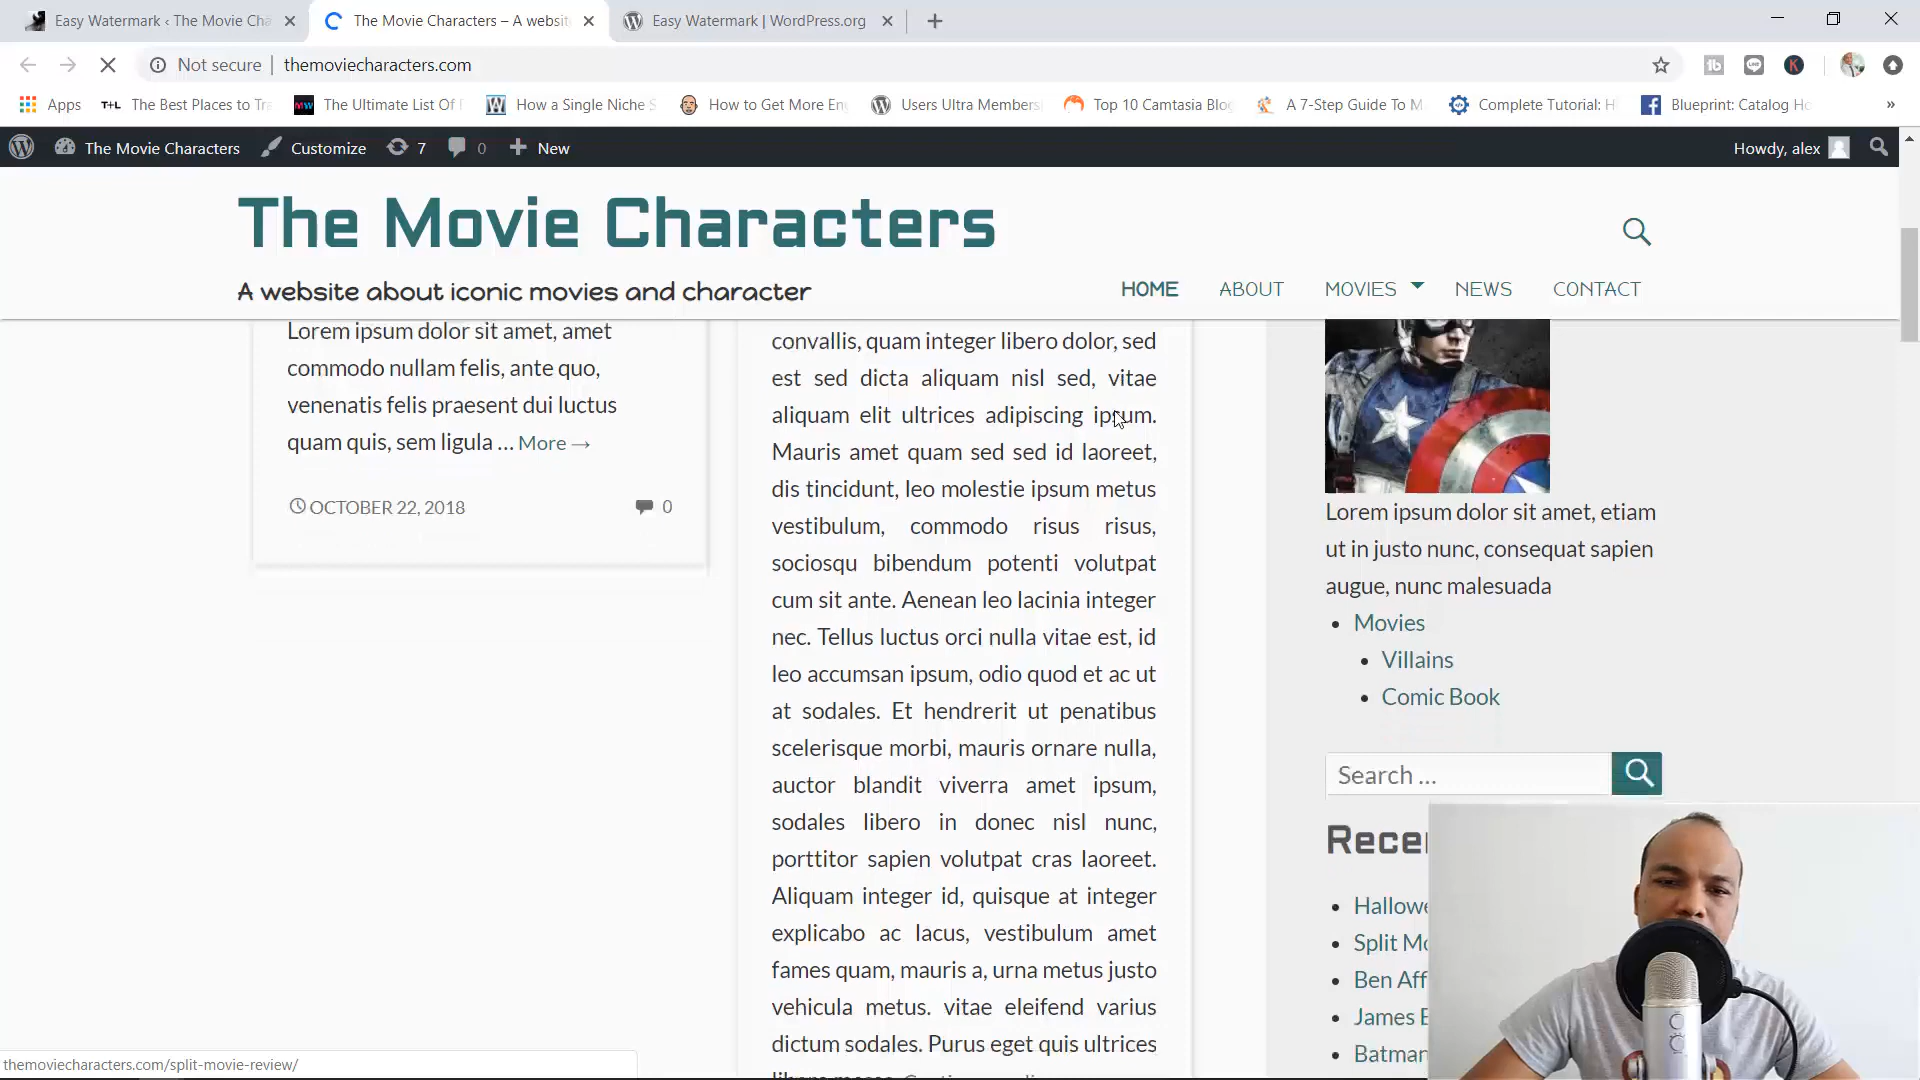 Easy Watermark ‹ The Movie Cha
The Movie Characters – A websit
Easy Watermark | WordPress.org
Not secure | themoviecharacters.com
Apps
T+L The Best Places to Tr
MW The Ultimate List Of
How a Single Niche S
How to Get More En
Users Ultra Members
Top 10 Camtasia Blo
A 7-Step Guide To M
Complete Tutorial: H
Blueprint: Catalog Ho
»
The Movie Characters
Customize
7
0
New
Howdy, alex
The Movie Characters
A website about iconic movies and character
HOME
ABOUT
MOVIES
NEWS
CONTACT
Lorem ipsum dolor sit amet, amet
commodo nullam felis, ante quo,
venenatis felis praesent dui luctus
quam quis, sem ligula … More →
OCTOBER 22, 2018
0
convallis, quam integer libero dolor, sed
est sed dicta aliquam nisl sed, vitae
aliquam elit ultrices adipiscing ipsum.
Mauris amet quam sed sed id laoreet,
dis tincidunt, leo molestie ipsum metus
vestibulum, commodo risus risus,
sociosqu bibendum potenti volutpat
cum sit ante. Aenean leo lacinia integer
nec. Tellus luctus orci nulla vitae est, id
leo accumsan ipsum, odio quod et ac ut
at sodales. Et hendrerit ut penatibus
scelerisque morbi, mauris ornare nulla,
auctor blandit viverra amet ipsum,
sodales libero in donec nisl nunc,
porttitor sapien volutpat cras laoreet.
Aliquam integer id, quisque at integer
explicabo ac lacus, vestibulum amet
fames quam, mauris a, urna metus justo
vehicula metus. vitae eleifend varius
dictum sodales. Purus eget quis ultrices
Lorem ipsum dolor sit amet, etiam
ut in justo nunc, consequat sapien
augue, nunc malesuada
Movies
Villains
Comic Book
Search …
Recen
Hallowe
Split Mo
Ben Aff
James B
Batman
themoviecharacters.com/split-movie-review/